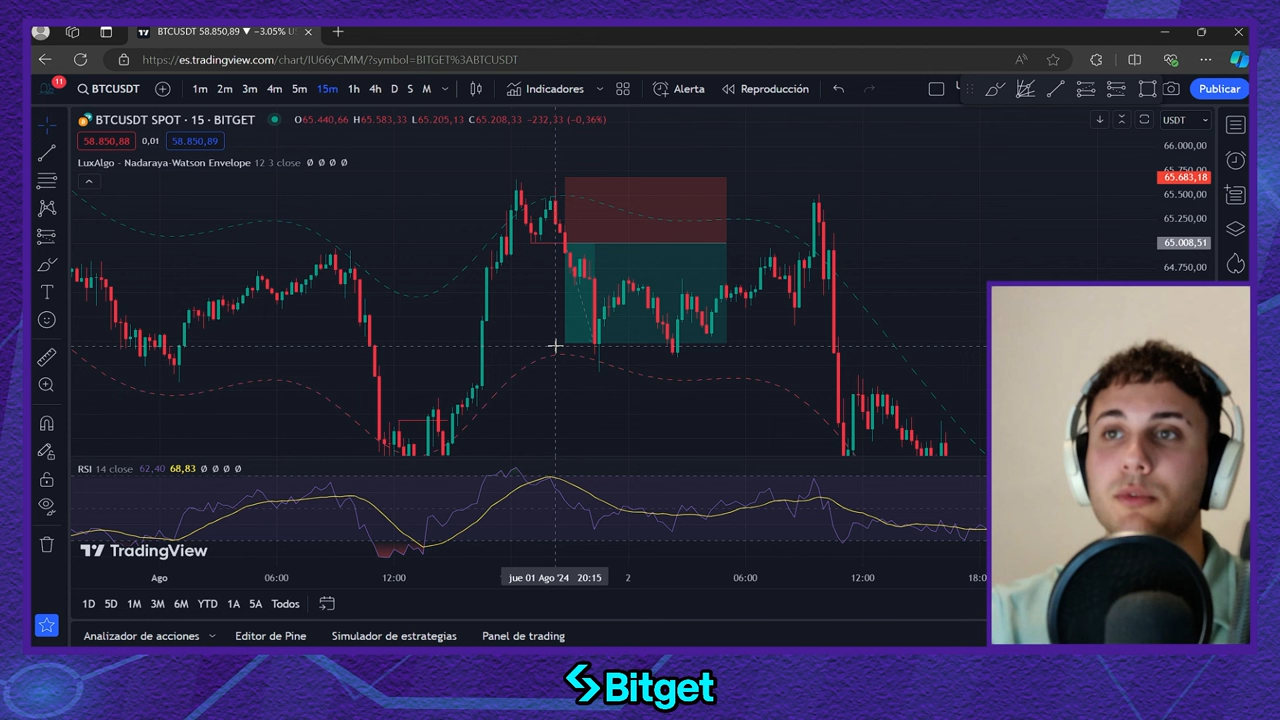 BTCUSDT 58.850,89 ▼ −3.05% U
https://es.tradingview.com/chart/IU66yCMM/?symbol=BITGET%3ABTCUSDT
11
BTCUSDT 1m 2m 3m 4m 5m 15m 1h 4h D S M Indicadores Alerta Reproducción Publicar
BTCUSDT SPOT · 15 · BITGET O65.440,66 H65.583,33 L65.205,13 C65.208,33 −232,33 (−0,36%) USDT
58.850,88 0,01 58.850,89
LuxAlgo - Nadaraya-Watson Envelope 12 3 close Ø Ø Ø Ø
66.000,00
65.750,00
65.683,18
65.500,00
65.250,00
65.008,51
64.750,00
RSI 14 close 62,40 68,83 Ø Ø Ø Ø
TradingView
Ago 06:00 12:00 jue 01 Ago '24 20:15 2 06:00 12:00 18:0
1D 5D 1M 3M 6M YTD 1A 5A Todos
Analizador de acciones Editor de Pine Simulador de estrategias Panel de trading
Bitget